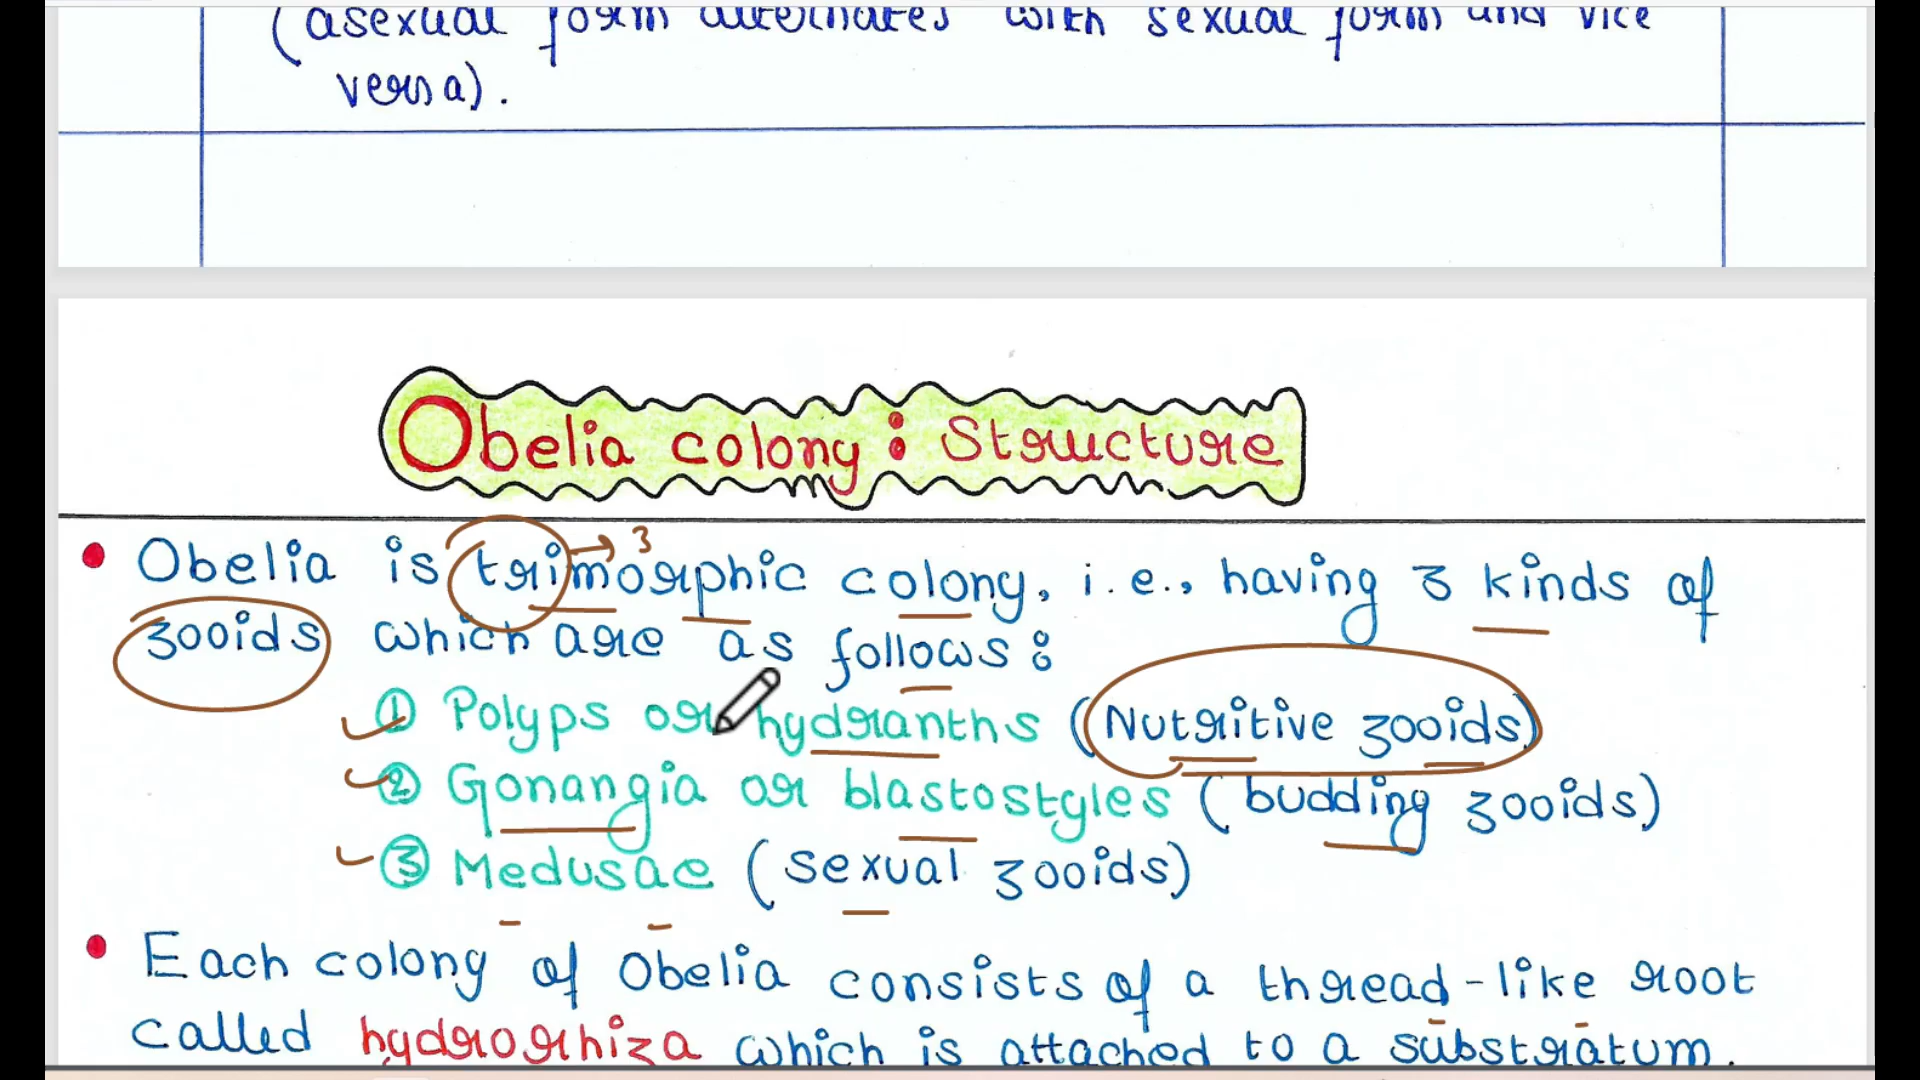 (asexual form alternates with sexual form and vice
versa).
Obelia colony: Structure
• Obelia is trimorphic colony, i.e., having 3 kinds of
→ 3
zooids which are as follows:
① Polyps or hydranths (Nutritive zooids)
② Gonangia or blastostyles (budding zooids)
③ Medusae (sexual zooids)
• Each colony of Obelia consists of a thread-like root
called hydrorhiza which is attached to a substratum.